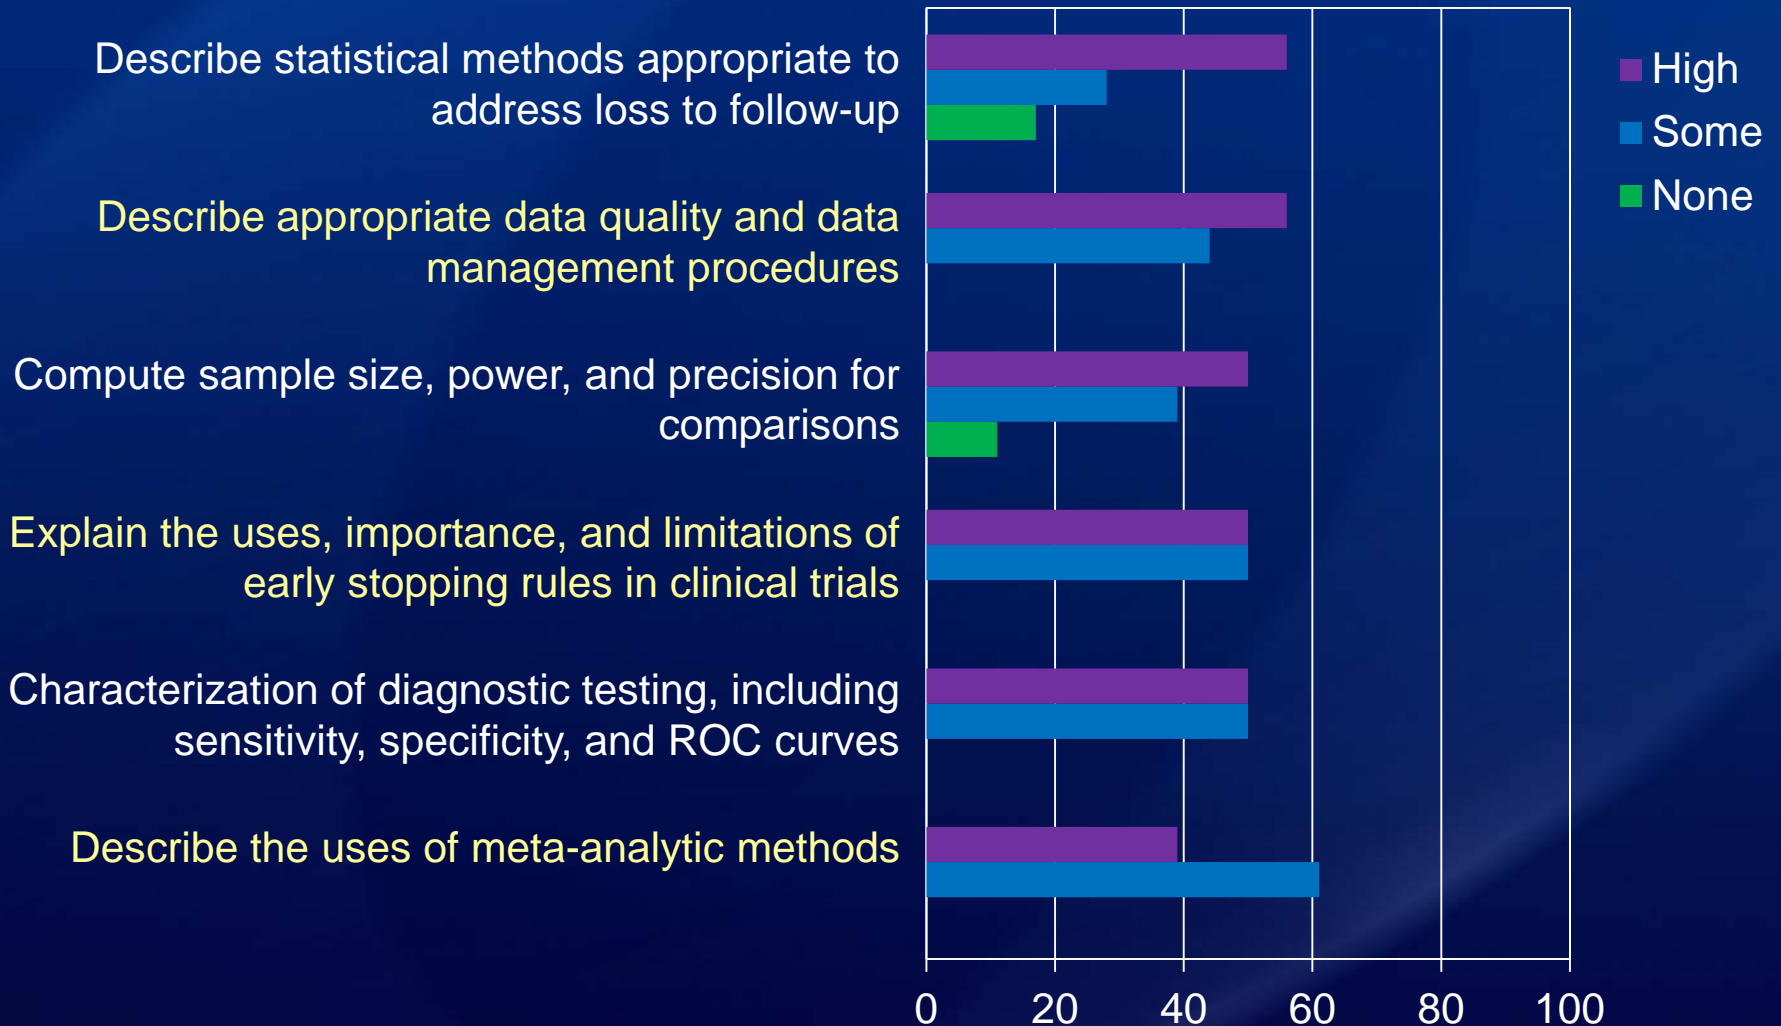 Describe statistical methods appropriate to
address loss to follow-up
Describe appropriate data quality and data
management procedures
Compute sample size, power, and precision for
comparisons
Explain the uses, importance, and limitations of
early stopping rules in clinical trials
Characterization of diagnostic testing, including
sensitivity, specificity, and ROC curves
Describe the uses of meta-analytic methods
0 20 40 60 80 100
High
Some
None